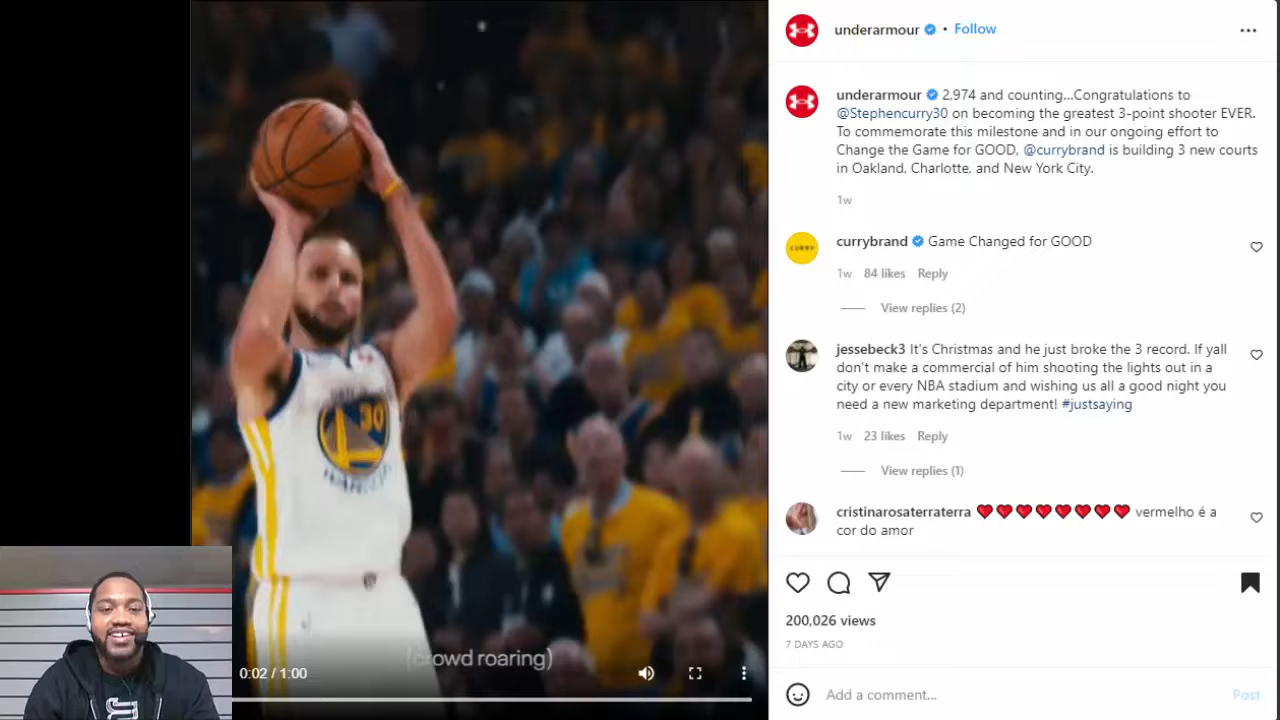 underarmour • Follow
underarmour 2,974 and counting...Congratulations to
@Stephencurry30 on becoming the greatest 3-point shooter EVER.
To commemorate this milestone and in our ongoing effort to
Change the Game for GOOD, @currybrand is building 3 new courts
in Oakland, Charlotte, and New York City.
1w
currybrand Game Changed for GOOD
1w 84 likes Reply
View replies (2)
jessebeck3 It's Christmas and he just broke the 3 record. If yall
don't make a commercial of him shooting the lights out in a
city or every NBA stadium and wishing us all a good night you
need a new marketing department! #justsaying
1w 23 likes Reply
View replies (1)
cristinarosaterraterra ❤️❤️❤️❤️❤️❤️❤️❤️ vermelho é a
cor do amor
200,026 views
7 DAYS AGO
Add a comment... Post
30
(crowd roaring)
0:02 / 1:00